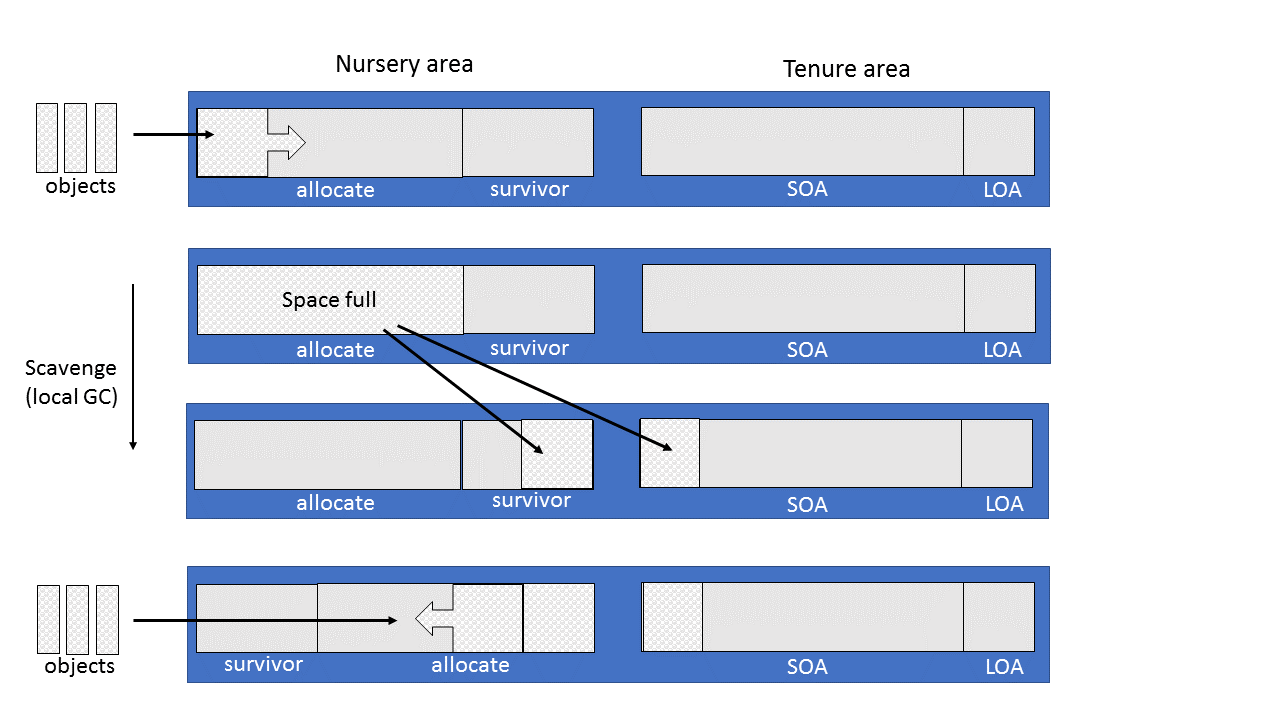 Nursery area
Tenure area
objects
allocate
survivor
SOA
LOA
Space full
allocate
survivor
SOA
LOA
Scavenge
(local GC)
allocate
survivor
SOA
LOA
objects
survivor
allocate
SOA
LOA